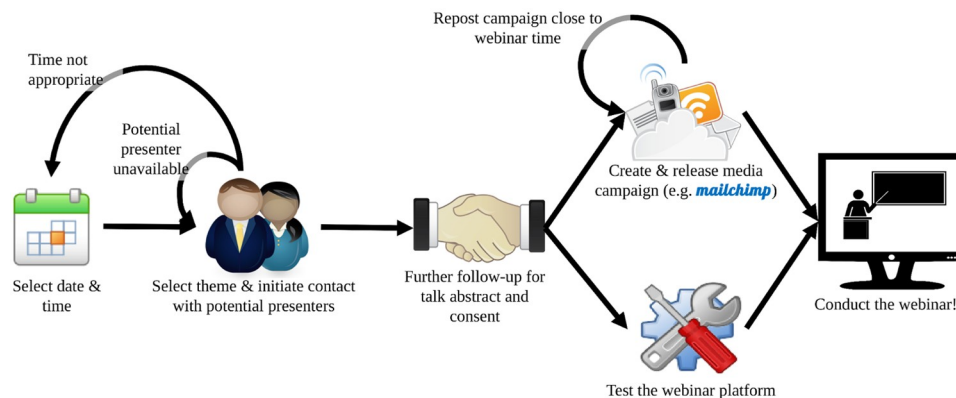 Time not
appropriate
Potential
presenter
unavailable
Select date &
time
Select theme & initiate contact
with potential presenters
Further follow-up for
talk abstract and
consent
Repost campaign close to
webinar time
Create & release media
campaign (e.g. mailchimp)
Test the webinar platform
Conduct the webinar!